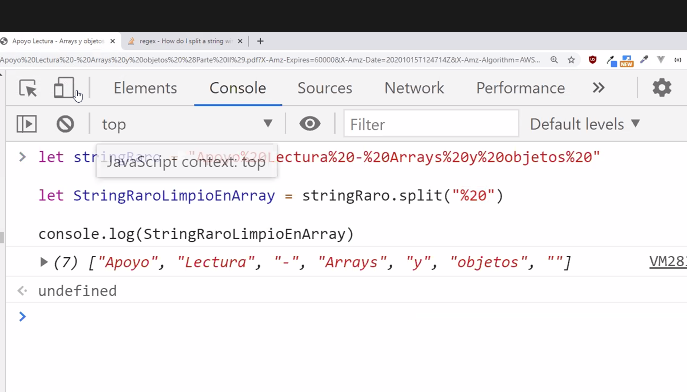 Apoyo Lectura - Arrays y objetos
regex - How do I split a string w
Apoyo%20Lectura%20-%20Arrays%20y%20objetos%20%28Parte%20II%29.pdf?X-Amz-Expires=60000&X-Amz-Date=20201015T124714Z&X-Amz-Algorithm=AWS
NEW
Elements Console Sources Network Performance »
top Filter Default levels
let stringRaro = "Apoyo%20Lectura%20-%20Arrays%20y%20objetos%20"
JavaScript context: top
let StringRaroLimpioEnArray = stringRaro.split("%20")
console.log(StringRaroLimpioEnArray)
(7) ["Apoyo", "Lectura", "-", "Arrays", "y", "objetos", ""]
undefined